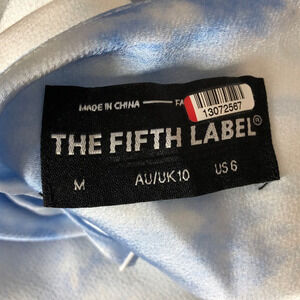 MADE IN CHINA
13072567
THE FIFTH LABEL®
M AU/UK10 US 6